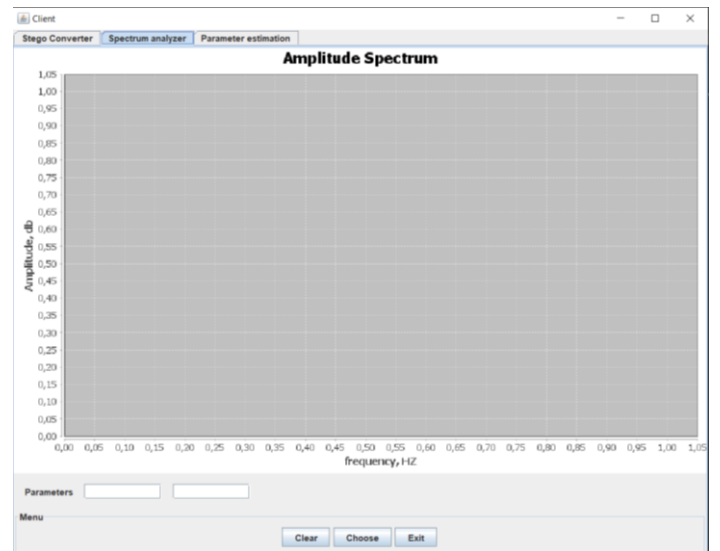 Client
Stego Converter Spectrum analyzer Parameter estimation
Amplitude Spectrum
1,05
1,00
0,95
0,90
0,85
0,80
0,75
0,70
0,65
0,60
0,55
0,50
0,45
0,40
0,35
0,30
0,25
0,20
0,15
0,10
0,05
0,00
Amplitude, db
0,00 0,05 0,10 0,15 0,20 0,25 0,30 0,35 0,40 0,45 0,50 0,55 0,60 0,65 0,70 0,75 0,80 0,85 0,90 0,95 1,00 1,05
frequency, HZ
Parameters
Menu
Clear Choose Exit